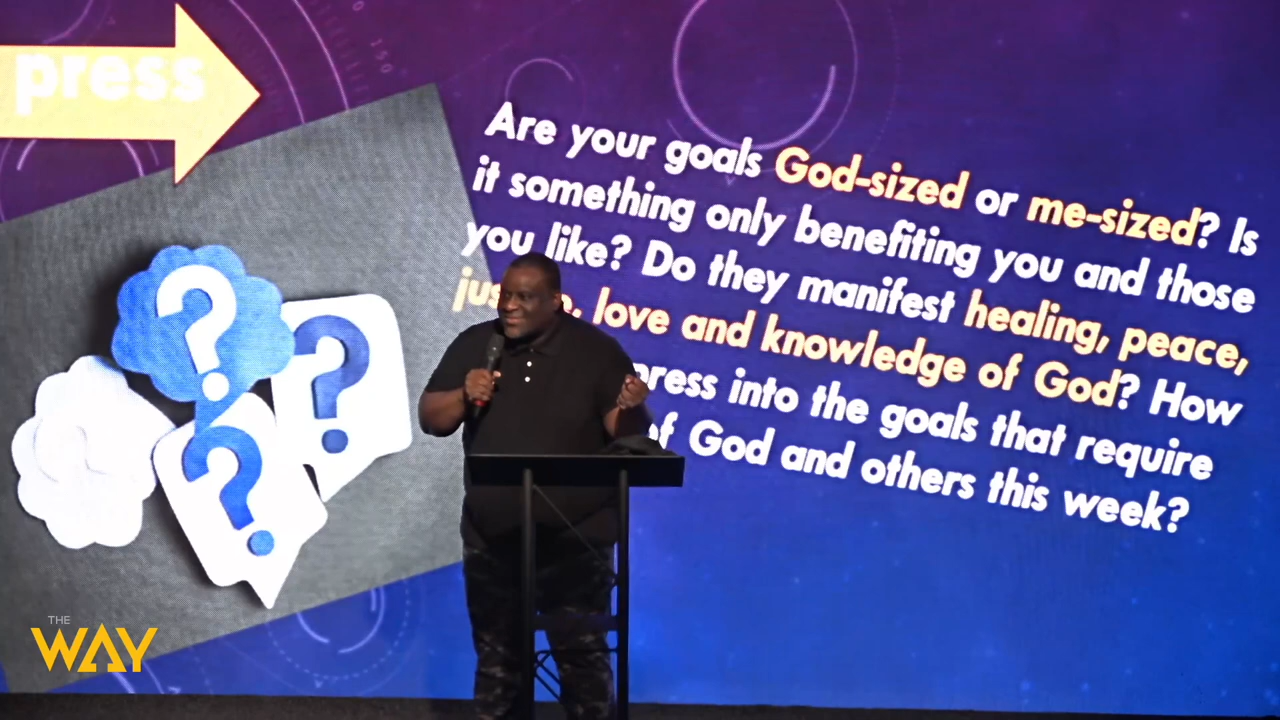 press
Are your goals God-sized or me-sized? Is
it something only benefiting you and those
you like? Do they manifest healing, peace,
love and knowledge of God? How
press into the goals that require
of God and others this week?
THE
WAY